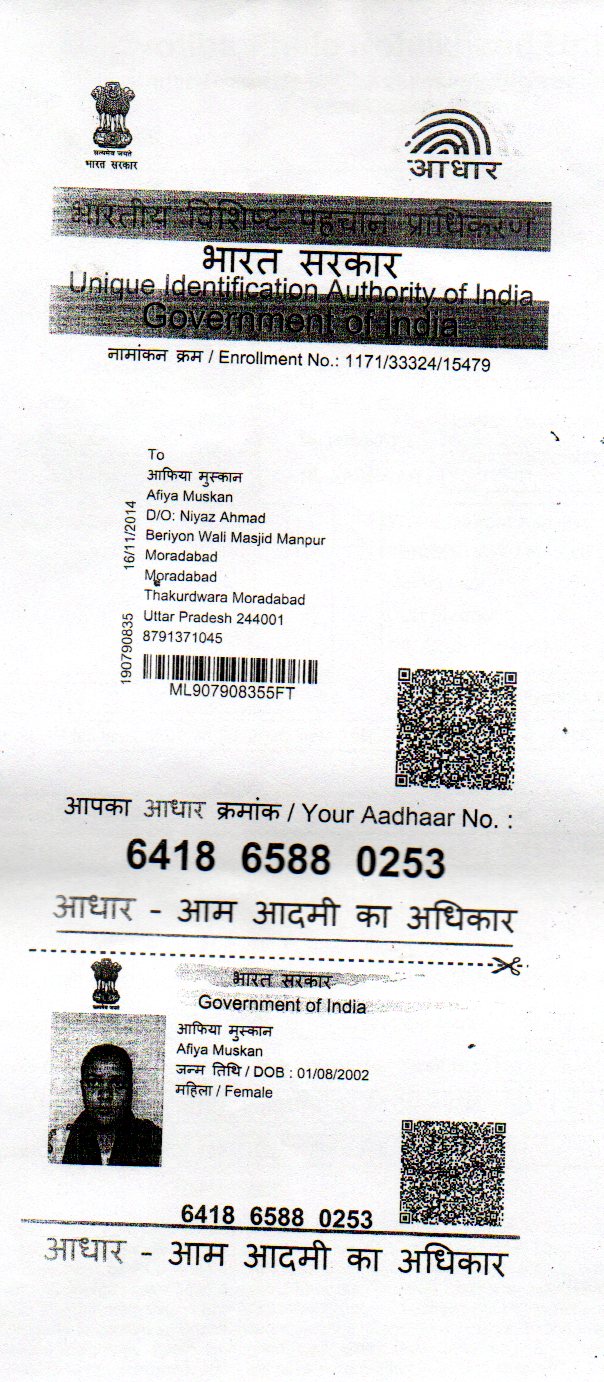 सत्यमेव जयते
भारत सरकार
आधार
भारतीय विशिष्ट पहचान प्राधिकरण
भारत सरकार
Unique Identification Authority of India
Government of India
नामांकन क्रम / Enrollment No.: 1171/33324/15479
To
आफिया मुस्कान
Afiya Muskan
D/O: Niyaz Ahmad
Beriyon Wali Masjid Manpur
Moradabad
Moradabad
Thakurdwara Moradabad
Uttar Pradesh 244001
8791371045
16/11/2014
190790835
ML907908355FT
आपका आधार क्रमांक / Your Aadhaar No. :
6418 6588 0253
आधार - आम आदमी का अधिकार
भारत सरकार
Government of India
आफिया मुस्कान
Afiya Muskan
जन्म तिथि / DOB : 01/08/2002
महिला / Female
6418 6588 0253
आधार - आम आदमी का अधिकार